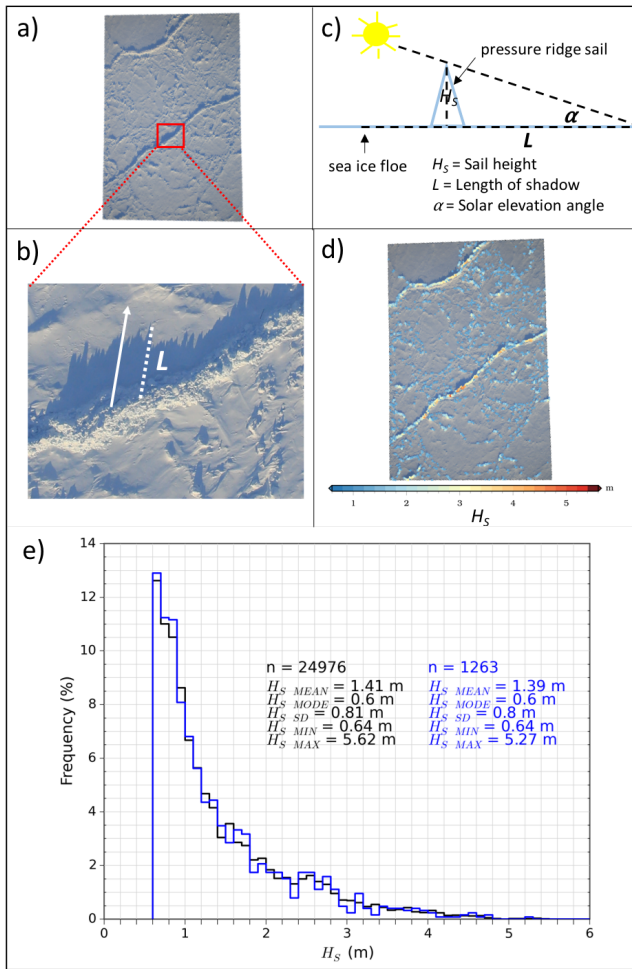 a)
c)
pressure ridge sail
H_S
α
L
sea ice floe
H_S = Sail height
L = Length of shadow
α = Solar elevation angle
b)
L
d)
1 2 3 4 5 m
H_S
e)
14
12
10
8
6
4
2
0
Frequency (%)
n = 24976
H_S MEAN = 1.41 m
H_S MODE = 0.6 m
H_S SD = 0.81 m
H_S MIN = 0.64 m
H_S MAX = 5.62 m
n = 1263
H_S MEAN = 1.39 m
H_S MODE = 0.6 m
H_S SD = 0.8 m
H_S MIN = 0.64 m
H_S MAX = 5.27 m
0 1 2 3 4 5 6
H_S (m)